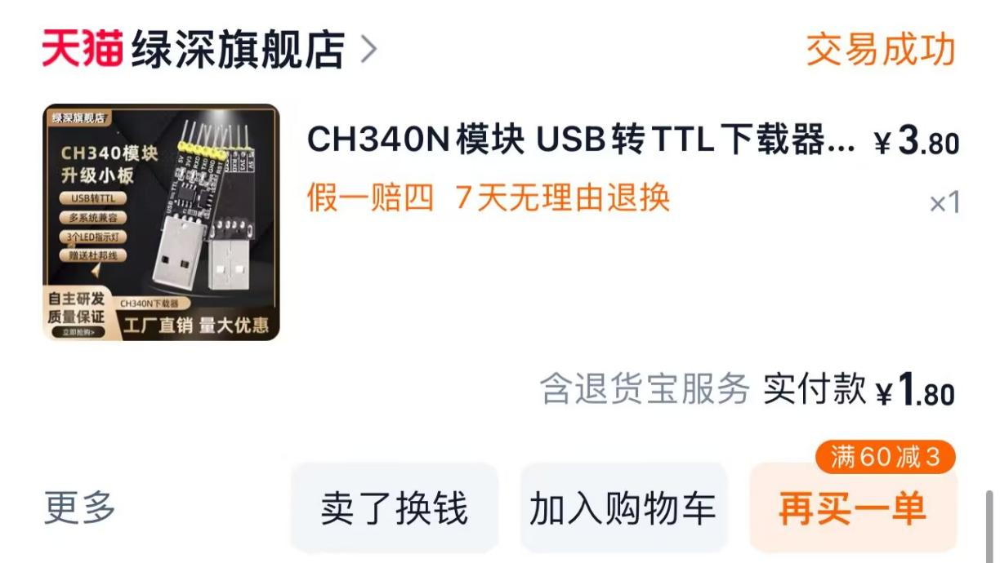 天猫 绿深旗舰店 >
交易成功
绿深旗舰店
CH340模块
升级小板
USB转TTL
多系统兼容
3个LED指示灯
赠送杜邦线
自主研发
质量保证
立即抢购>
CH340N下载器
工厂直销 量大优惠
CH340N模块 USB转TTL下载器... ¥3.80
假一赔四 7天无理由退换 ×1
含退货宝服务 实付款 ¥1.80
满60减3
更多 卖了换钱 加入购物车 再买一单